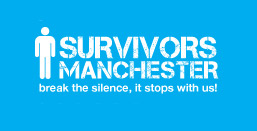 SURVIVORS
MANCHESTER
break the silence, it stops with us!